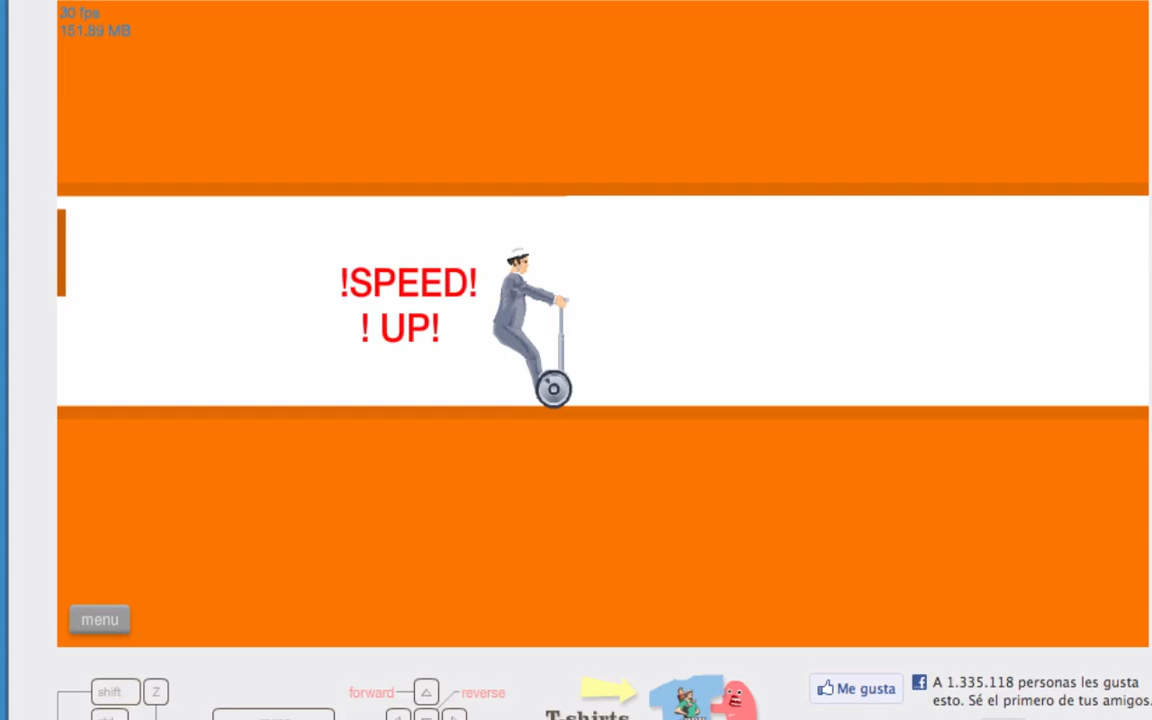 30 fps
151.89 MB
!SPEED!
! UP!
menu
shift Z
forward
reverse
T-shirts
Me gusta
A 1.335.118 personas les gusta
esto. Sé el primero de tus amigos.